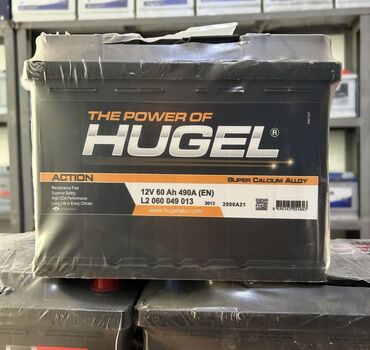 THE POWER OF
HUGEL®
ACTION
SUPER CALCIUM ALLOY
Maintenance Free
Superior Safety
High CCA Performance
Long Life in Every Climate
12V 60 Ah 490A (EN)
L2 060 049 013
3013
2000A21
www.hugelaku.com